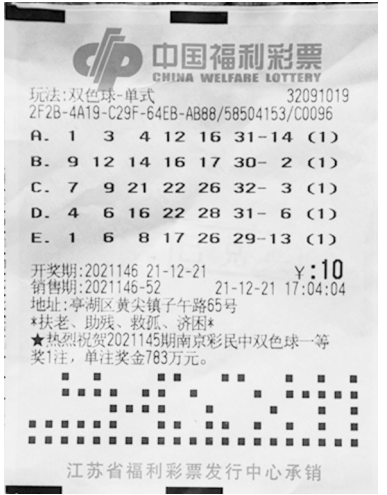 中国福利彩票
CHINA WELFARE LOTTERY
玩法:双色球-单式 32091019
2F2B-4A19-C29F-64EB-AB88/58504153/C0096
A. 1 3 4 12 16 31-14 (1)
B. 9 12 14 16 17 30- 2 (1)
C. 7 9 21 22 26 32- 3 (1)
D. 4 6 16 22 28 31- 6 (1)
E. 1 6 8 17 26 29-13 (1)
开奖期:2021146 21-12-21 ¥:10
销售期:2021146-52 21-12-21 17:04:04
地址:亭湖区黄尖镇子午路65号
*扶老、助残、救孤、济困*
★热烈祝贺2021145期南京彩民中双色球一等
奖1注，单注奖金783万元。
江苏省福利彩票发行中心承销